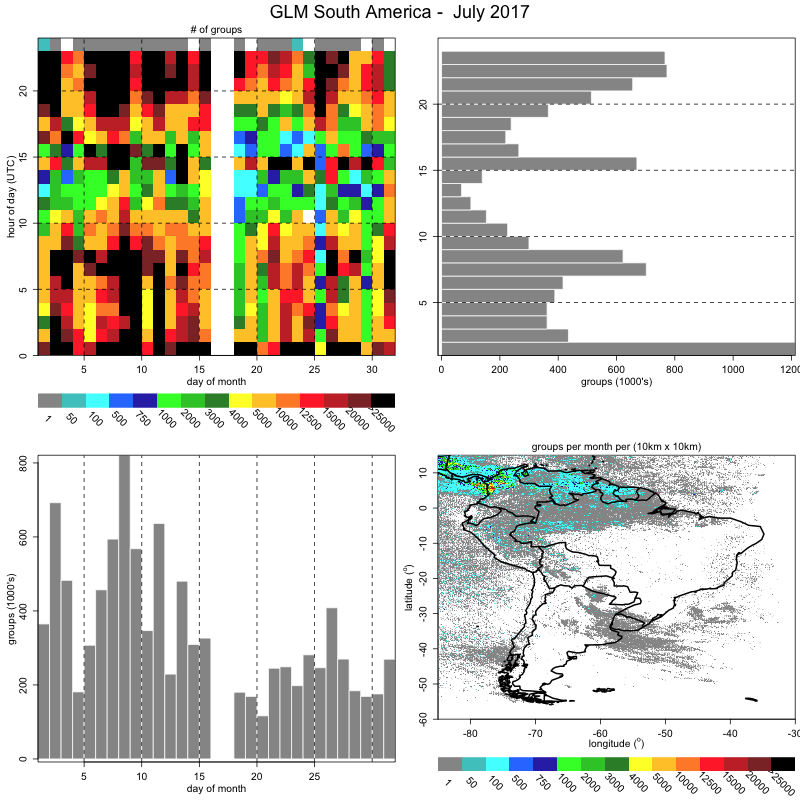 GLM South America - July 2017
# of groups
20
15
10
5
0
hour of day (UTC)
5 10 15 20 25 30
day of month
1 50 100 500 750 1000 2000 3000 4000 5000 10000 12000 15000 20000 >25000
20
15
10
5
0 200 400 600 800 1000 1200
groups (1000's)
800
600
400
200
0
groups (1000's)
5 10 15 20 25
day of month
groups per month per (10km x 10km)
10
0
-10
-20
-30
-40
-50
-60
latitude (°)
-80 -70 -60 -50 -40 -30
longitude (°)
1 50 100 500 750 1000 2000 3000 4000 5000 10000 12000 15000 20000 >25000